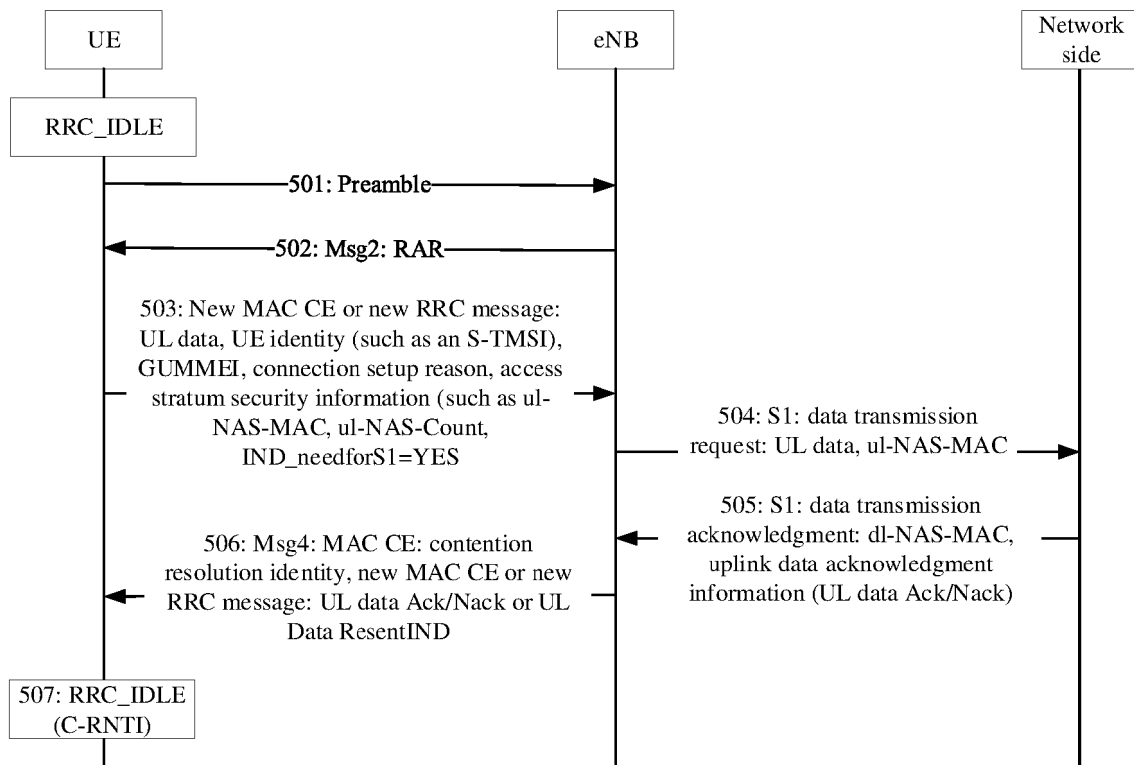 UE
eNB
Network
side
RRC_IDLE
501: Preamble
502: Msg2: RAR
503: New MAC CE or new RRC message:
UL data, UE identity (such as an S-TMSI),
GUMMEI, connection setup reason, access
stratum security information (such as ul-
NAS-MAC, ul-NAS-Count,
IND_needforS1=YES
504: S1: data transmission
request: UL data, ul-NAS-MAC
505: S1: data transmission
acknowledgment: dl-NAS-MAC,
uplink data acknowledgment
information (UL data Ack/Nack)
506: Msg4: MAC CE: contention
resolution identity, new MAC CE or new
RRC message: UL data Ack/Nack or UL
Data ResentIND
507: RRC_IDLE
(C-RNTI)